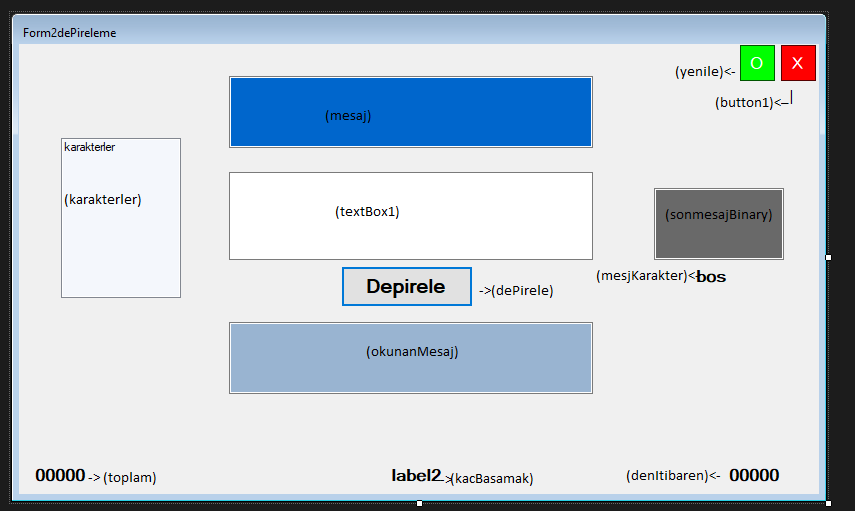 Form2dePireleme
(yenile)<- O X
(button1)<-
(mesaj)
karakterler
(karakterler)
(textBox1)
(sonmesajBinary)
(mesjKarakter)<- bos
Depirele ->(dePirele)
(okunanMesaj)
00000 -> (toplam)
label2 ->(kacBasamak)
(denItibaren)<- 00000